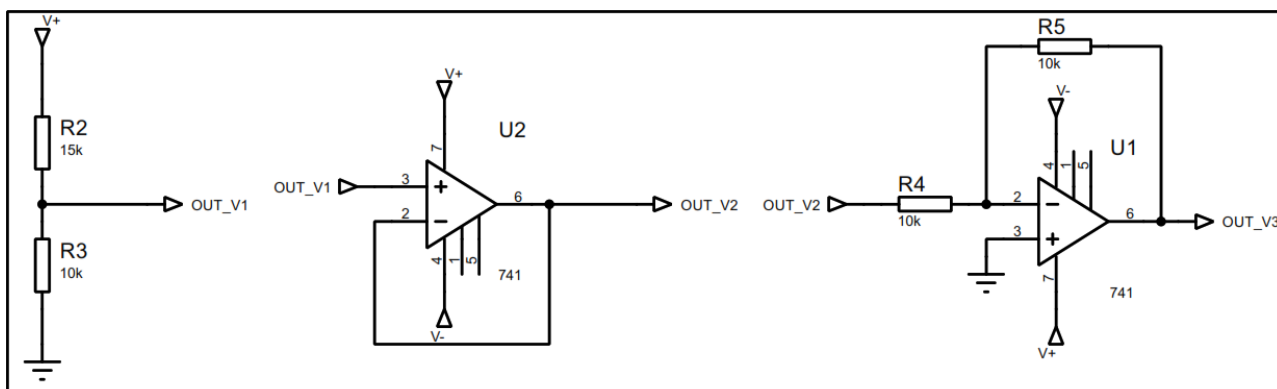 V+
R2
15k
OUT_V1
R3
10k
V+
U2
7
OUT_V1
3
+
6
OUT_V2
2
−
4
1
5
741
V-
R5
10k
V-
U1
4
1
5
R4
OUT_V2
10k
2
−
6
OUT_V3
3
+
7
741
V+